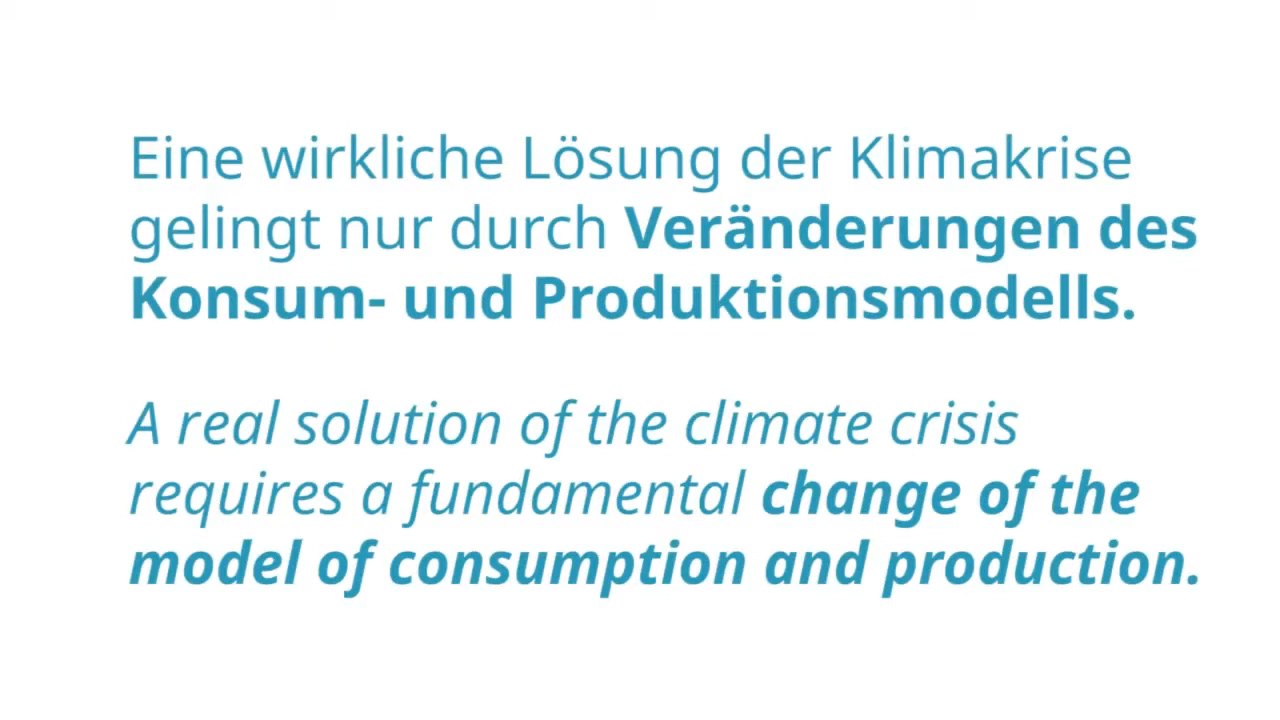 Eine wirkliche Lösung der Klimakrise
gelingt nur durch Veränderungen des
Konsum- und Produktionsmodells.
A real solution of the climate crisis
requires a fundamental change of the
model of consumption and production.